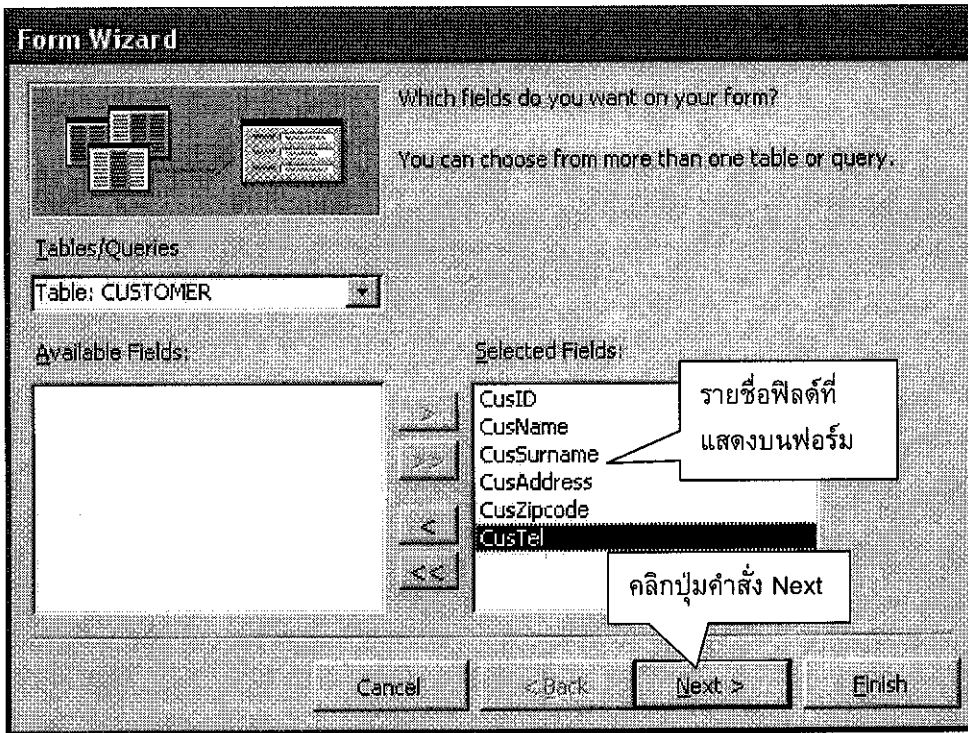 Form Wizard
Which fields do you want on your form?
You can choose from more than one table or query.
Tables/Queries
Table: CUSTOMER
Available Fields:
Selected Fields:
>
>>
<
<<
CusID
CusName
CusSurname
CusAddress
CusZipcode
CusTel
รายชื่อฟิลด์ที่
แสดงบนฟอร์ม
คลิกปุ่มคำสั่ง Next
Cancel
< Back
Next >
Finish